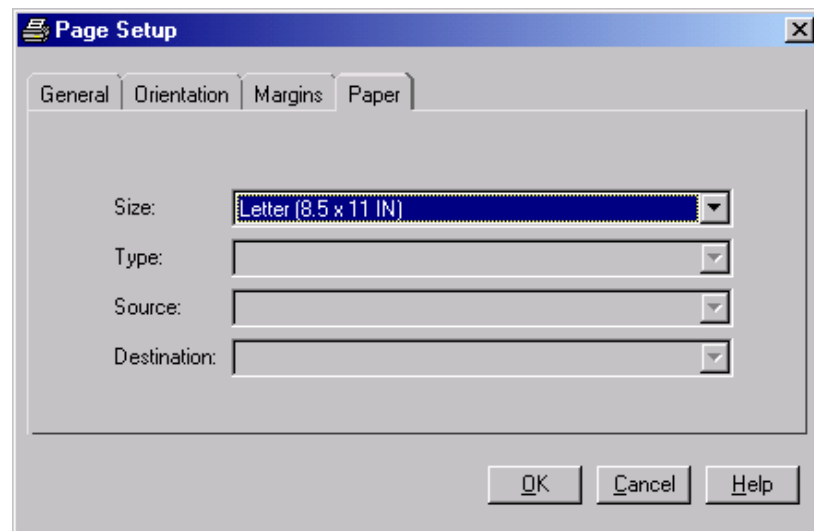 Page Setup
General Orientation Margins Paper
Size: Letter (8.5 x 11 IN)
Type:
Source:
Destination:
OK Cancel Help